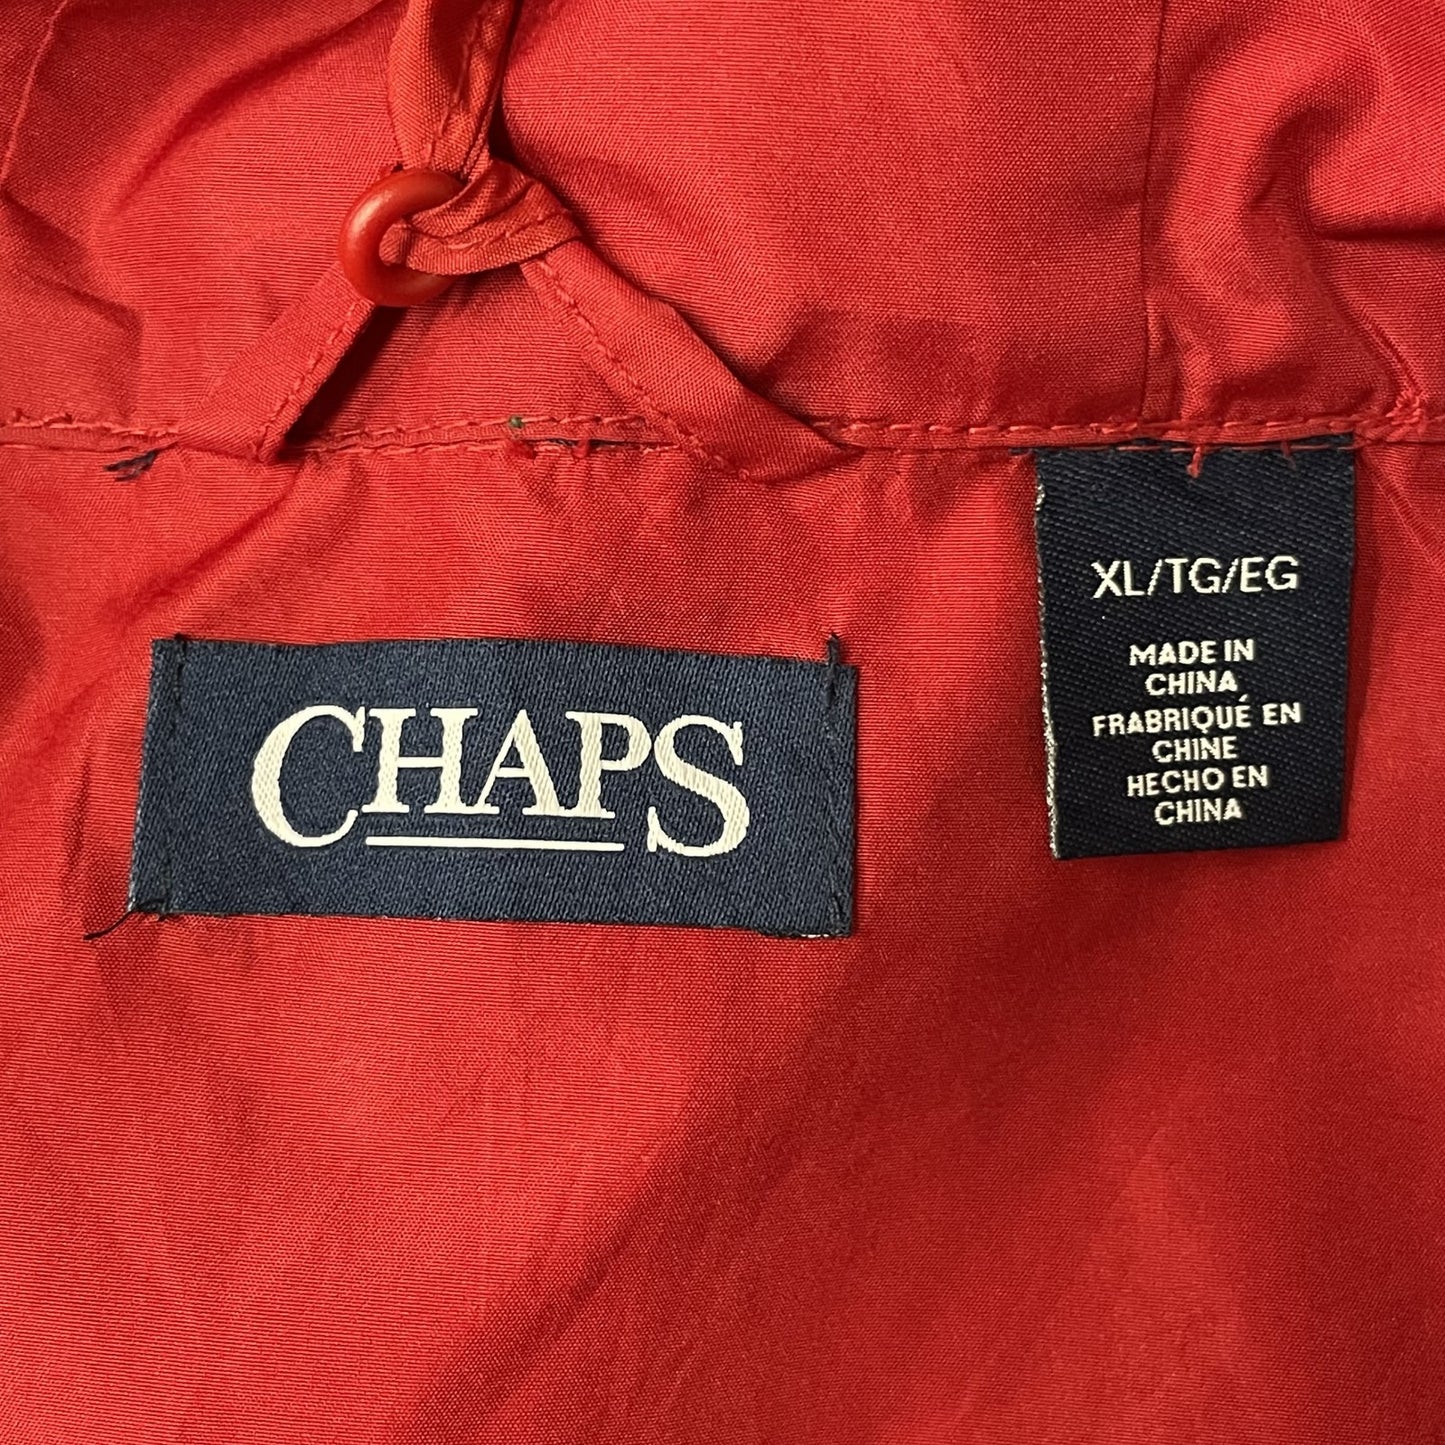 CHAPS
XL/TG/EG
MADE IN
CHINA
FRABRIQUÉ EN
CHINE
HECHO EN
CHINA